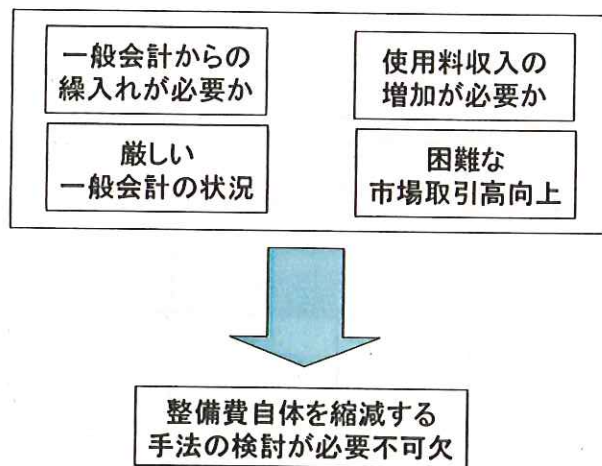 一般会計からの
繰入れが必要か
使用料収入の
増加が必要か
厳しい
一般会計の状況
困難な
市場取引高向上
整備費自体を縮減する
手法の検討が必要不可欠